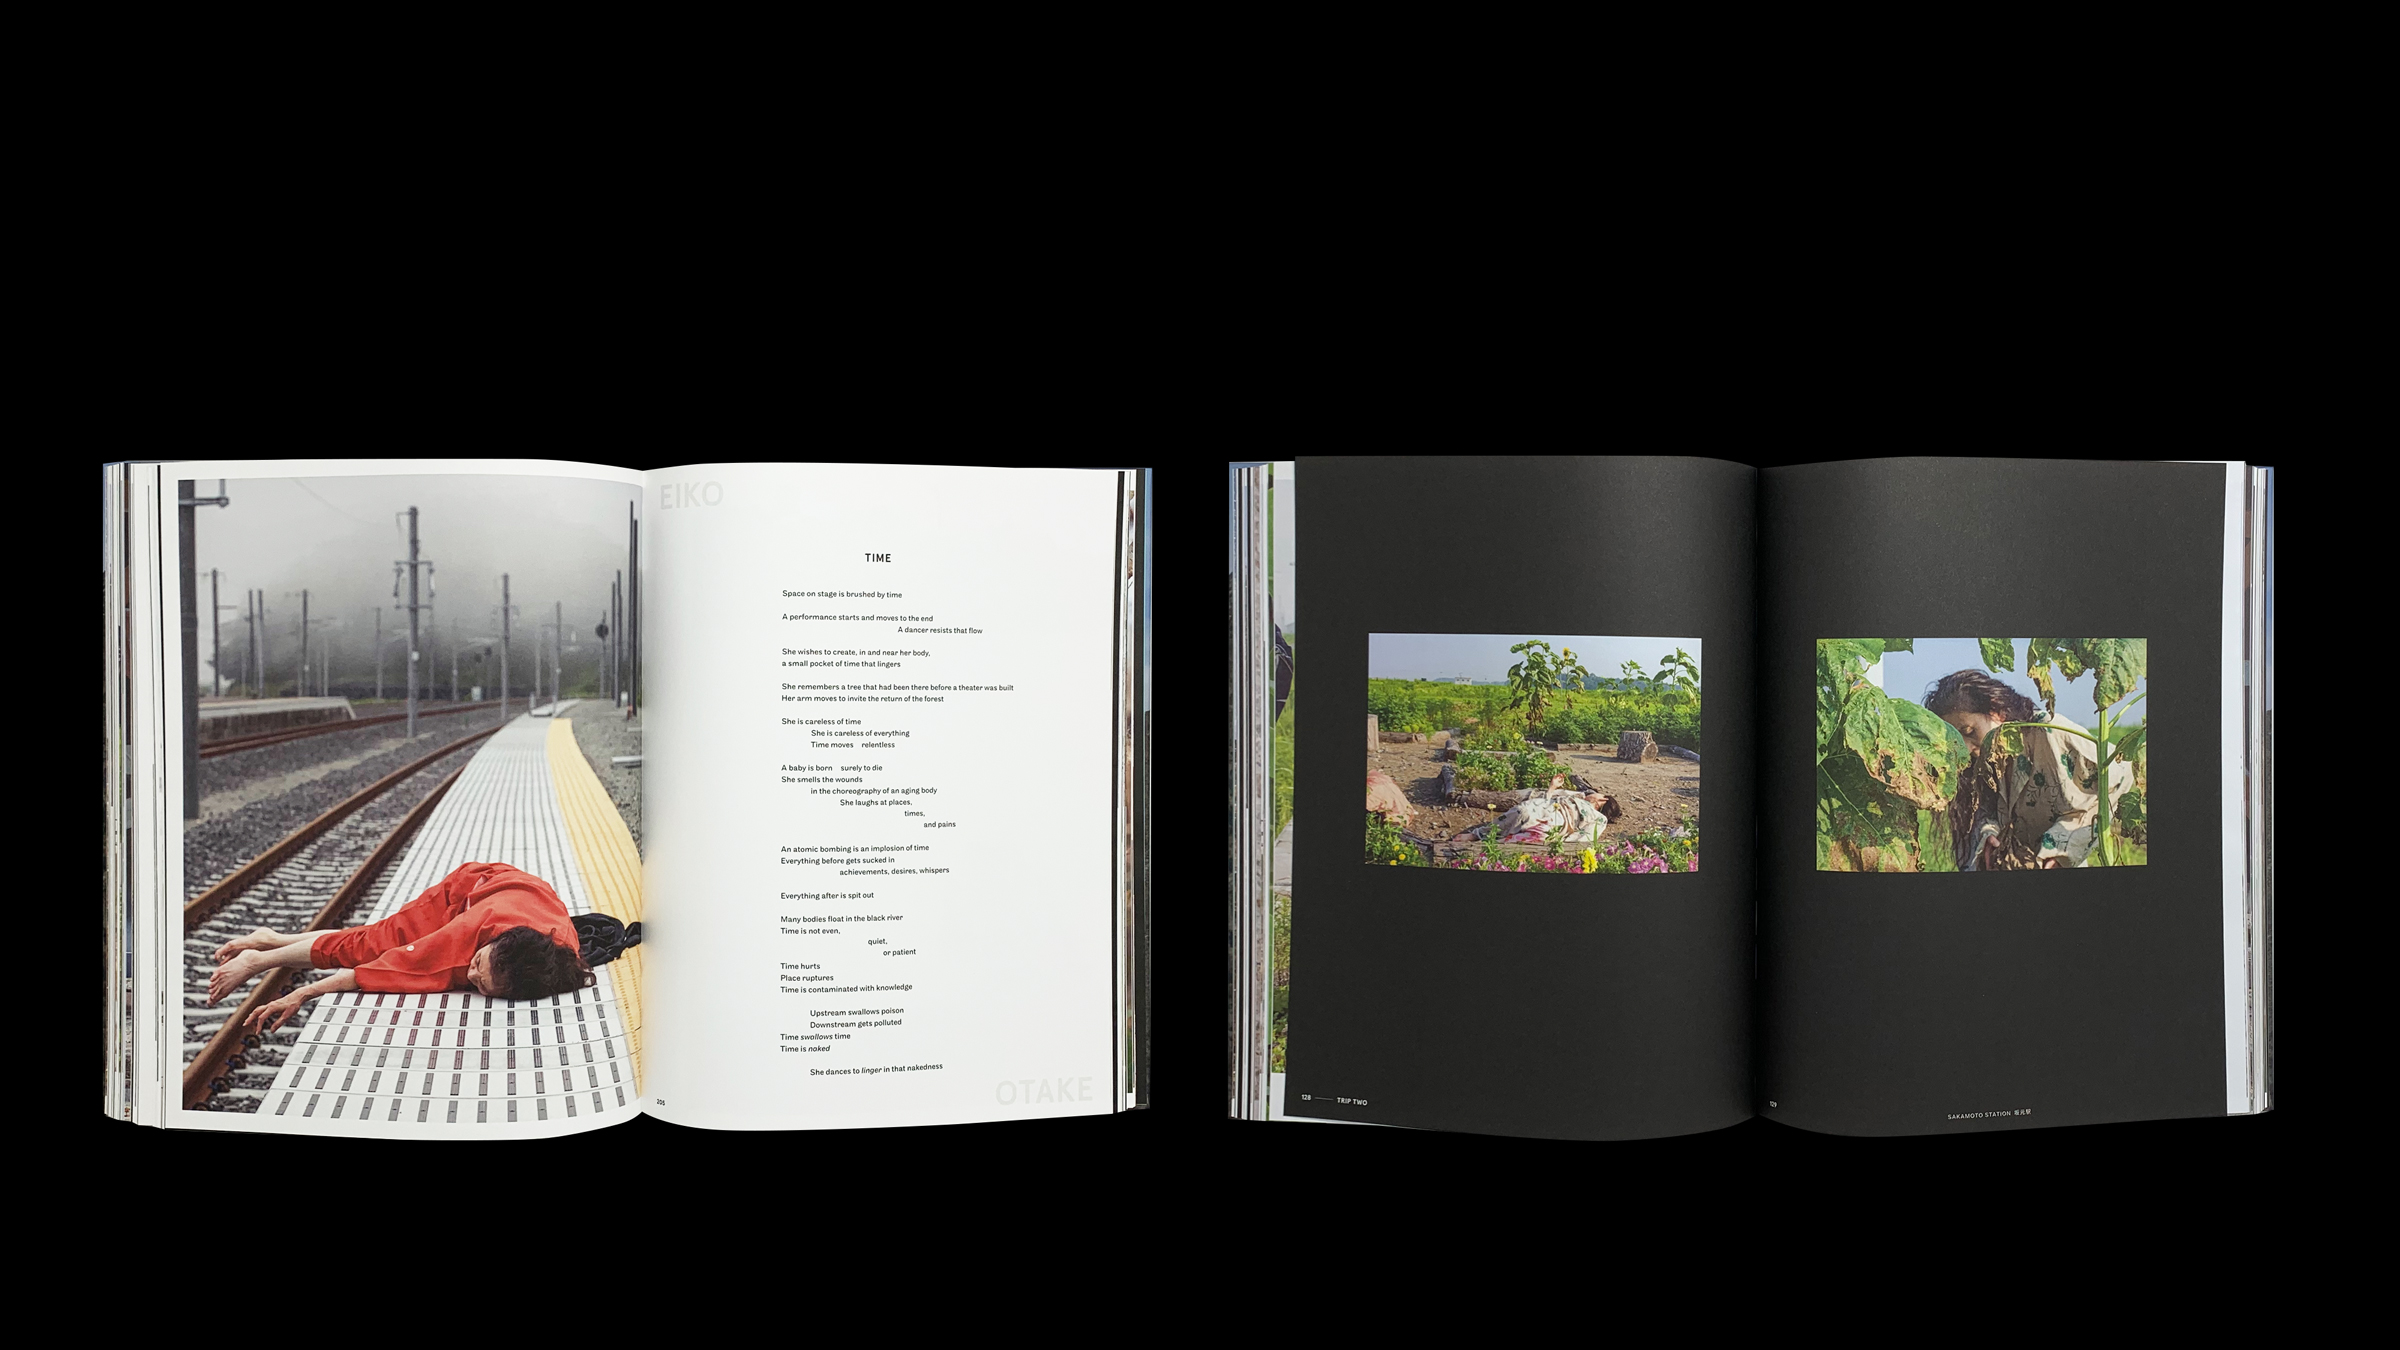 EIKO
TIME
Space on stage is brushed by time
A performance starts and moves to the end
A dancer resists that flow
She wishes to create, in and near her body,
a small pocket of time that lingers
She remembers a tree that had been there before a theater was built
Her arm moves to invite the return of the forest
She is careless of time
She is careless of everything
Time moves relentless
A baby is born surely to die
She smells the wounds
in the choreography of an aging body
She laughs at places,
times,
and pains
An atomic bombing is an implosion of time
Everything before gets sucked in
achievements, desires, whispers
Everything after is spit out
Many bodies float in the black river
Time is not even,
quiet,
or patient
Time hurts
Place ruptures
Time is contaminated with knowledge
Upstream swallows poison
Downstream gets polluted
Time swallows time
Time is naked
She dances to linger in that nakedness
OTAKE
205
128 —— TRIP TWO
129
SAKAMOTO STATION 坂元駅